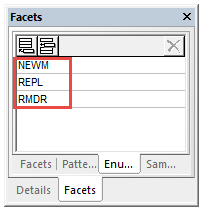 Facets
NEWM
REPL
RMDR
Facets Patte... Enu... Sam...
Details Facets